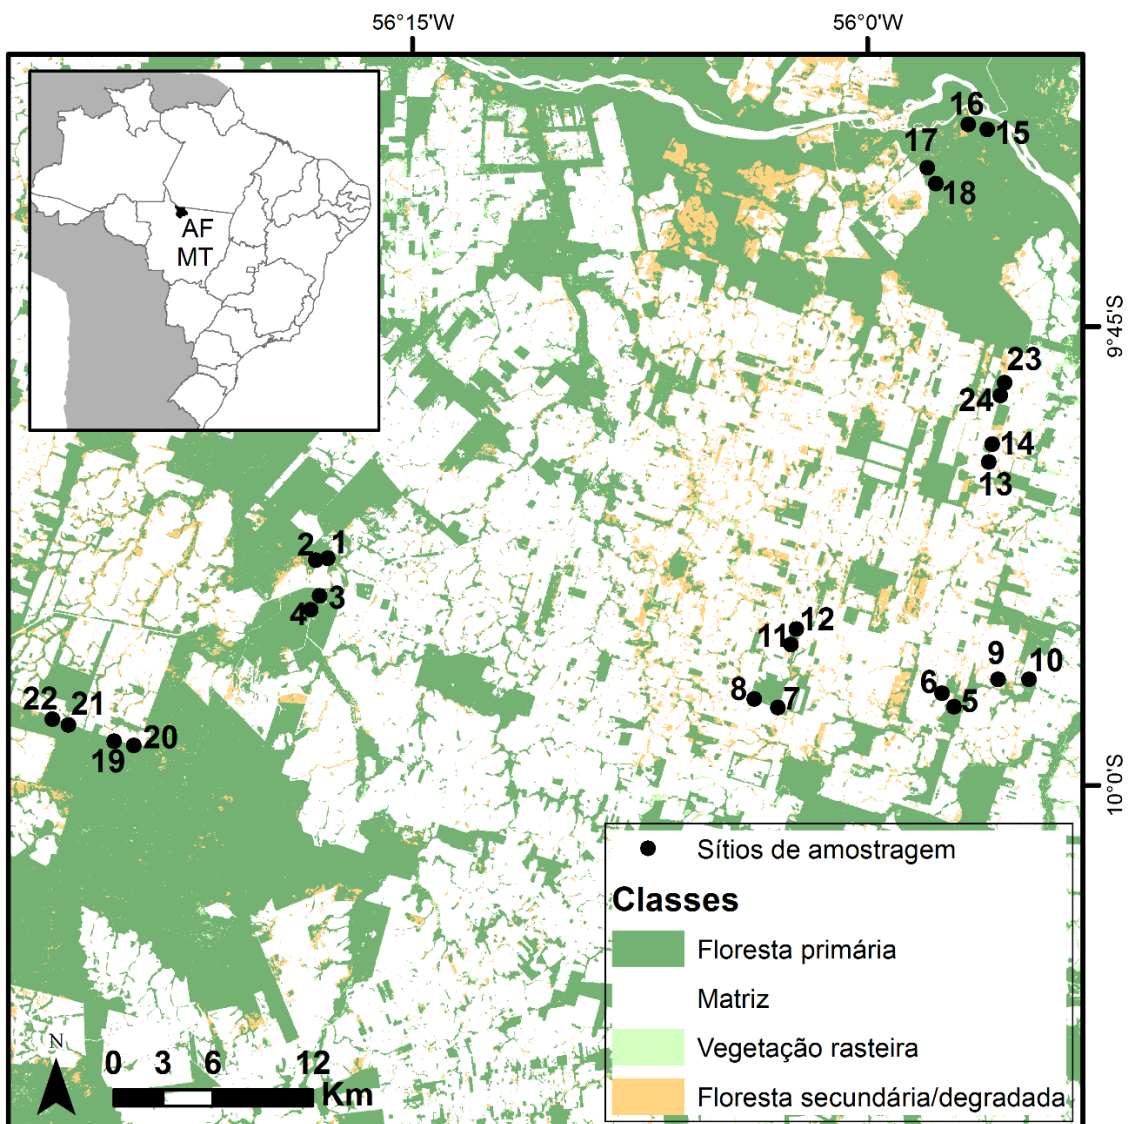 56°15'W
56°0'W
AF
MT
16
15
17
18
9°45'S
23
24
14
13
2
1
3
4
12
11
9
10
6
5
8
7
22
21
19
20
10°0'S
Sítios de amostragem
Classes
Floresta primária
Matriz
Vegetação rasteira
Floresta secundária/degradada
N
0 3 6 12
Km